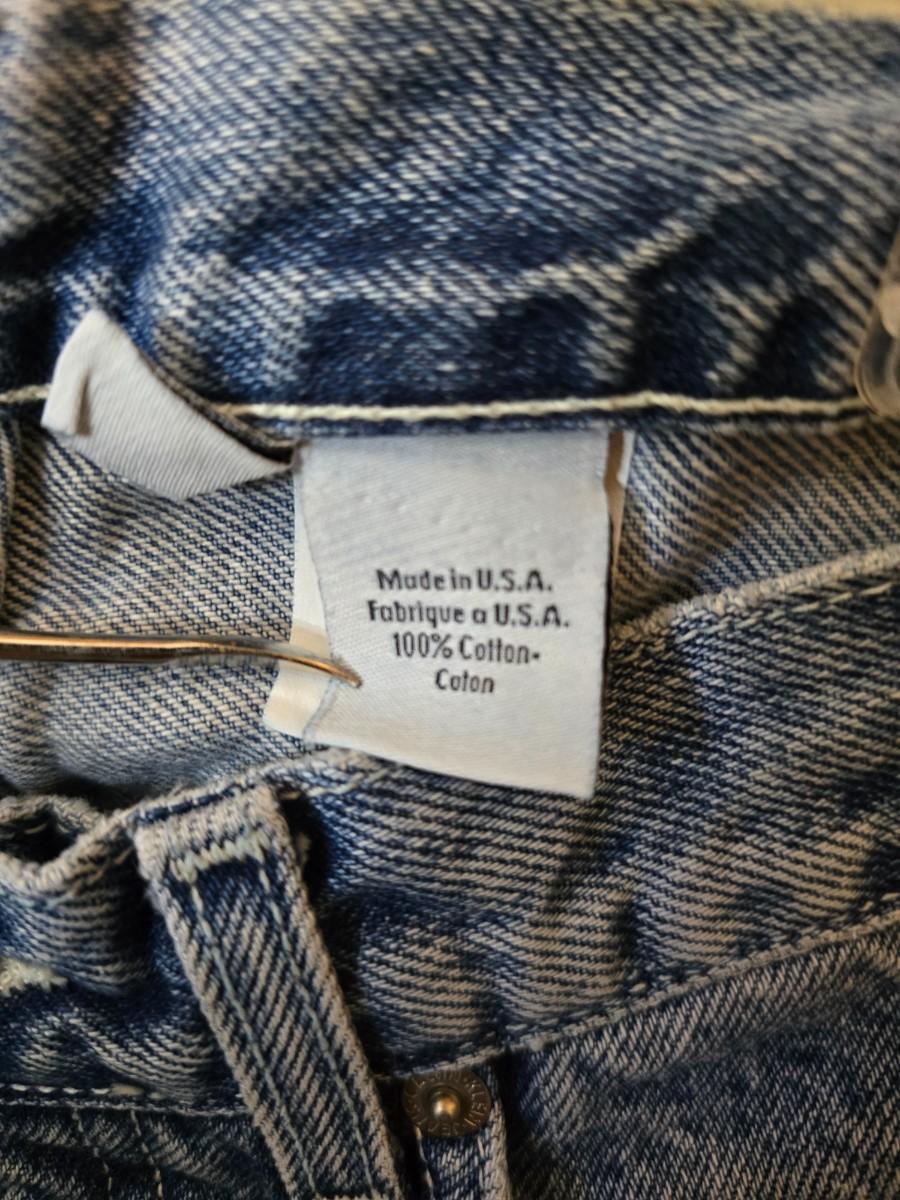 Made in U.S.A.
Fabrique a U.S.A.
100% Cotton-
Coton